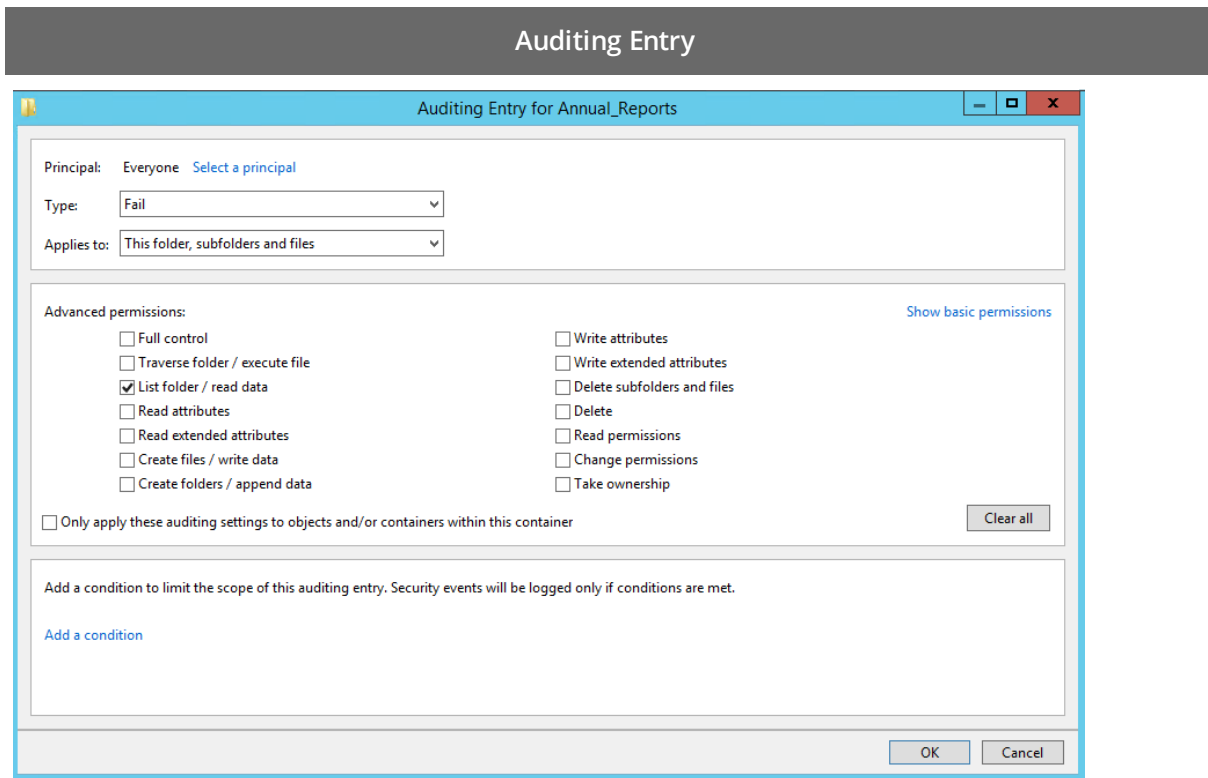 Auditing Entry
Auditing Entry for Annual_Reports
Principal: Everyone Select a principal
Type: Fail
Applies to: This folder, subfolders and files
Advanced permissions: Show basic permissions
Full control
Traverse folder / execute file
List folder / read data
Read attributes
Read extended attributes
Create files / write data
Create folders / append data
Write attributes
Write extended attributes
Delete subfolders and files
Delete
Read permissions
Change permissions
Take ownership
Only apply these auditing settings to objects and/or containers within this container
Clear all
Add a condition to limit the scope of this auditing entry. Security events will be logged only if conditions are met.
Add a condition
OK Cancel